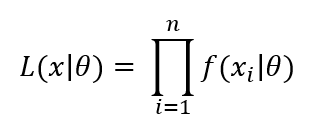 L(x|θ) = ∏_{i=1}^{n} f(x_i|θ)